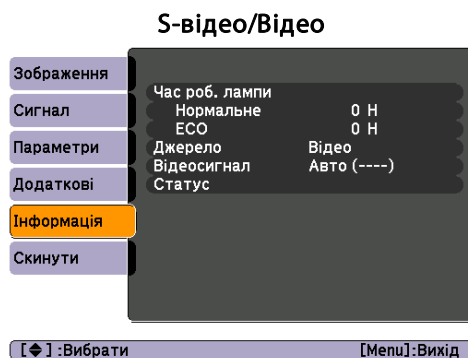 S-відео/Відео
Зображення
Сигнал
Параметри
Додаткові
Інформація
Скинути
Час роб. лампи
Нормальне 0 H
ECO 0 H
Джерело Відео
Відеосигнал Авто (----)
Статус
[◆] :Вибрати [Menu]:Вихід